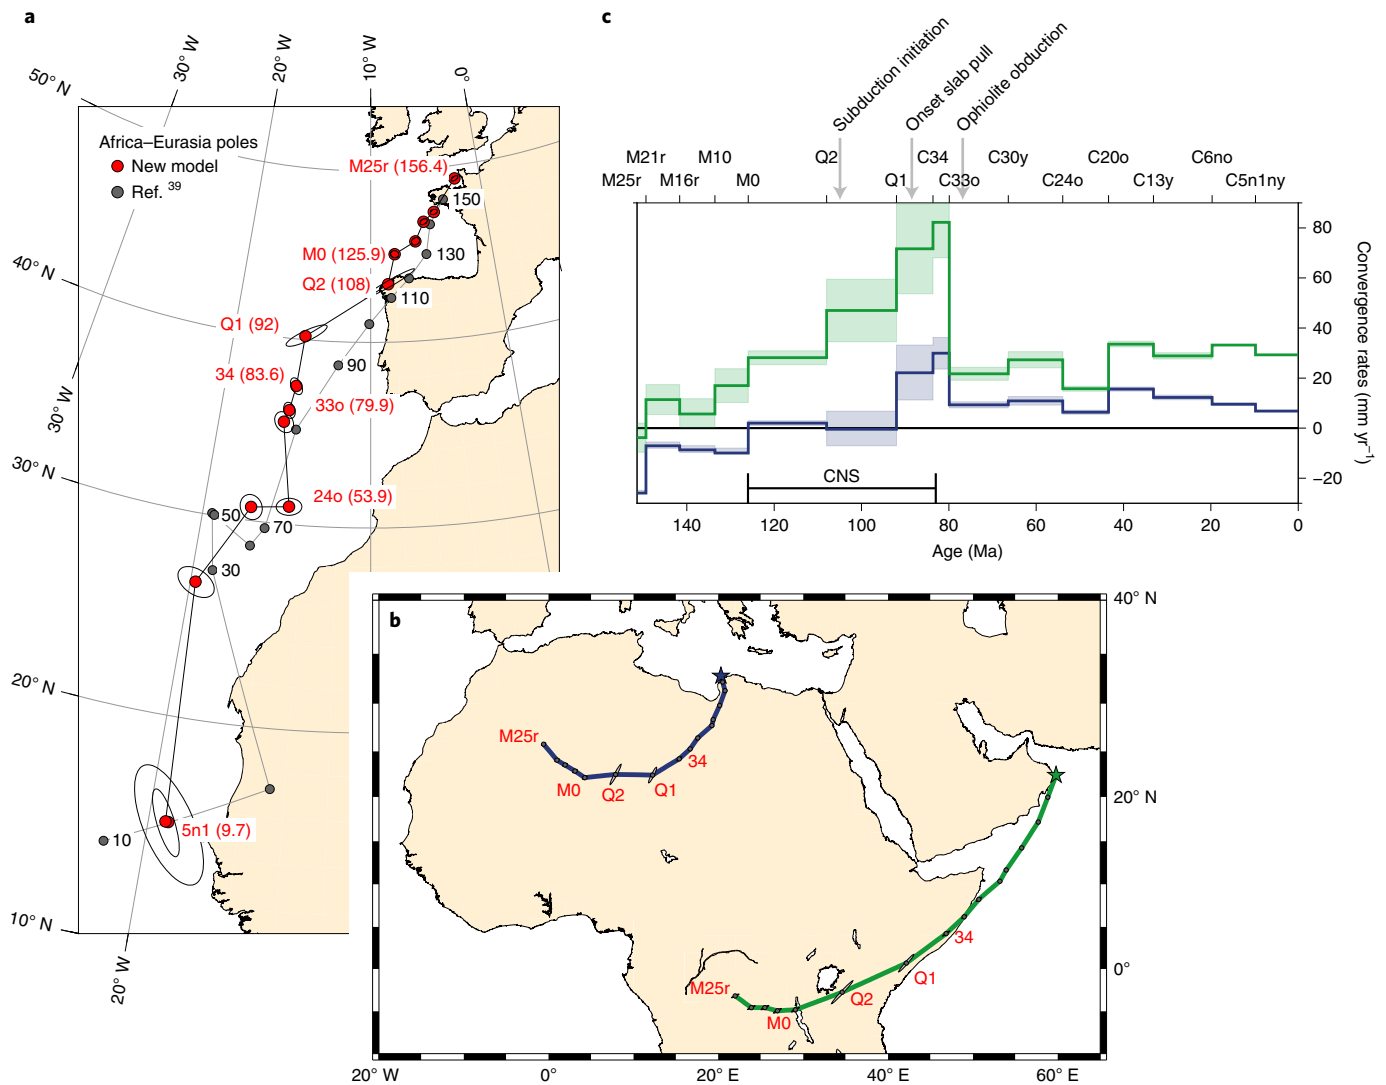 a
30° W
20° W
10° W
0°
50° N
40° N
30° W
30° N
20° N
10° N
20° W
Africa–Eurasia poles
New model
Ref. 39
M25r (156.4)
150
M0 (125.9)
130
Q2 (108)
110
Q1 (92)
90
34 (83.6)
33o (79.9)
24o (53.9)
50
70
30
5n1 (9.7)
10
c
Subduction initiation
Onset slab pull
Ophiolite obduction
M21r
M10
Q2
C34
C30y
C20o
C6no
M25r
M16r
M0
Q1
C33o
C24o
C13y
C5n1ny
80
60
40
20
0
−20
Convergence rates (mm yr−1)
CNS
140
120
100
80
60
40
20
0
Age (Ma)
b
40° N
20° N
0°
M25r
M0
Q2
Q1
34
M25r
M0
Q2
Q1
34
20° W
0°
20° E
40° E
60° E